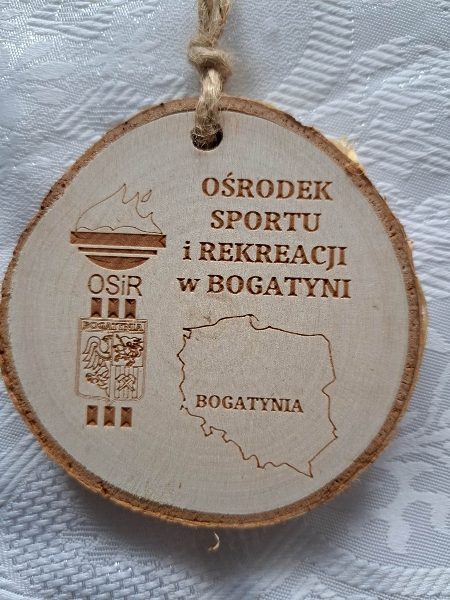 OŚRODEK
SPORTU
i REKREACJI
w BOGATYNI
OSiR
BOGATYNIA
BOGATYNIA